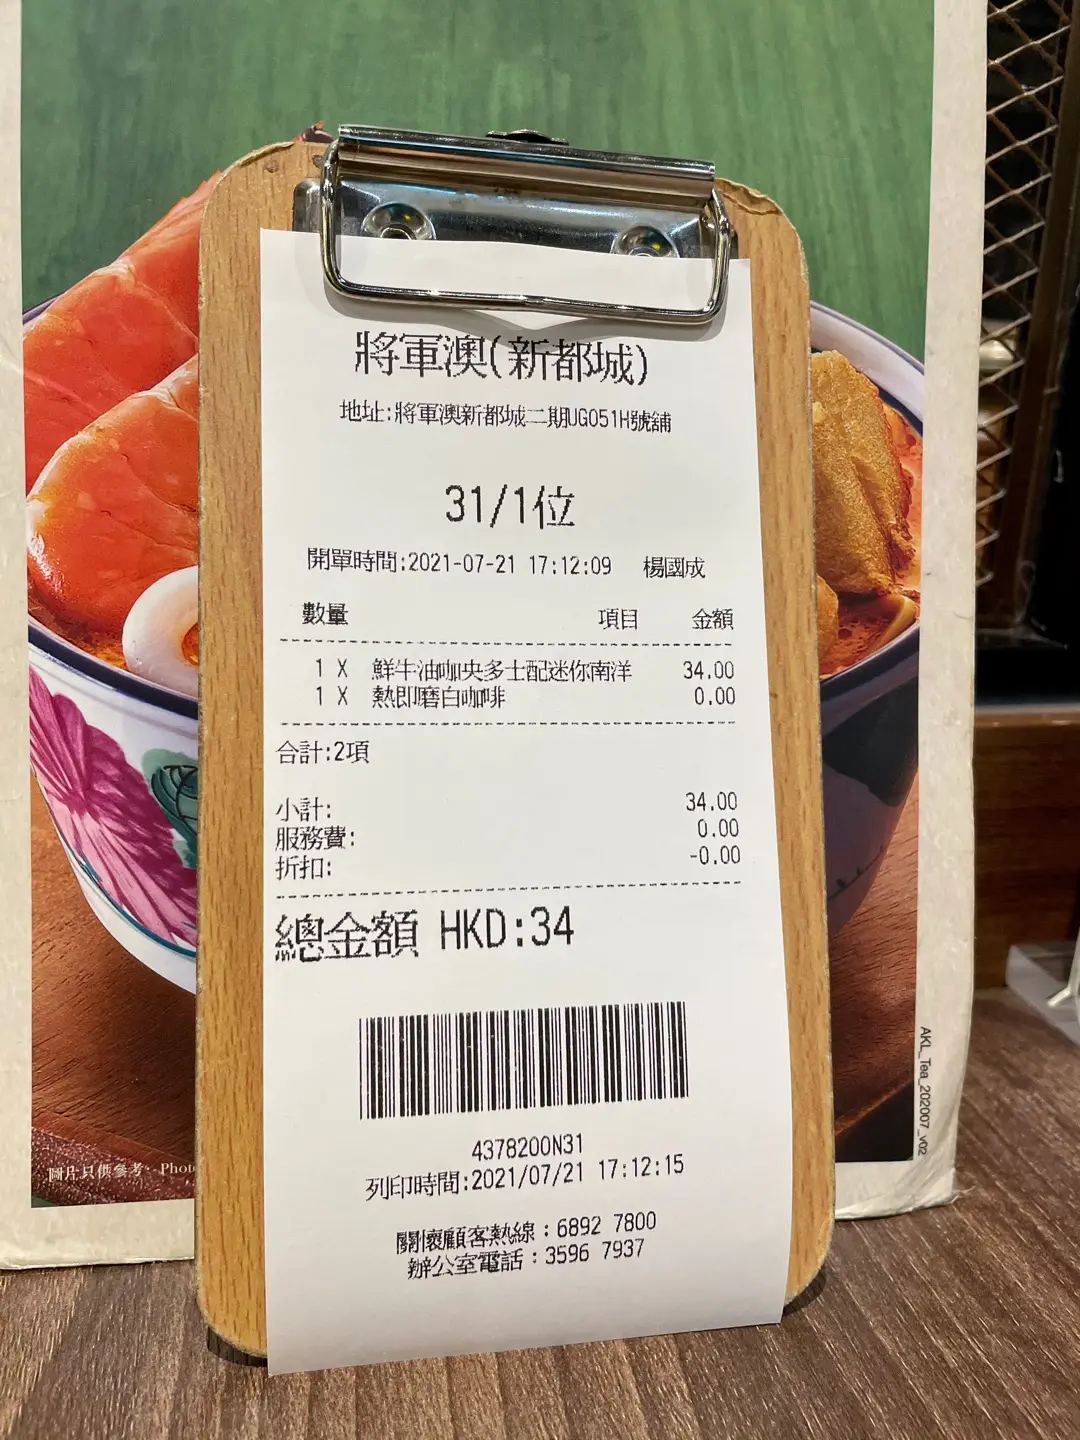 將軍澳(新都城)
地址:將軍澳新都城二期UG051H號舖
31/1位
開單時間:2021-07-21 17:12:09 楊國成
數量 項目 金額
1 X 鮮牛油咖央多士配迷你南洋 34.00
1 X 熱即磨白咖啡 0.00
合計:2項
小計: 34.00
服務費: 0.00
折扣: -0.00
總金額 HKD:34
4378200N31
列印時間:2021/07/21 17:12:15
關懷顧客熱線:6892 7800
辦公室電話:3596 7937
圖片只供參考 Photo
AKL_Tea_202007_v02